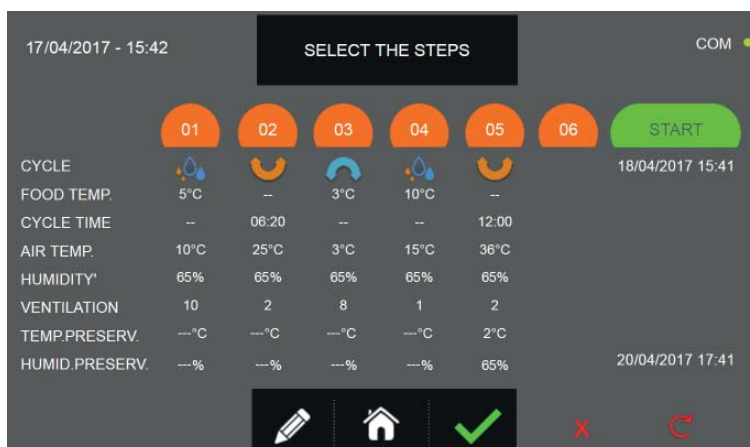 17/04/2017 - 15:42 SELECT THE STEPS COM
01 02 03 04 05 06 START
CYCLE 18/04/2017 15:41
FOOD TEMP. 5°C -- 3°C 10°C --
CYCLE TIME -- 06:20 -- -- 12:00
AIR TEMP. 10°C 25°C 3°C 15°C 36°C
HUMIDITY' 65% 65% 65% 65% 65%
VENTILATION 10 2 8 1 2
TEMP.PRESERV. ---°C ---°C ---°C ---°C 2°C
HUMID.PRESERV. ---% ---% ---% ---% 65% 20/04/2017 17:41
X